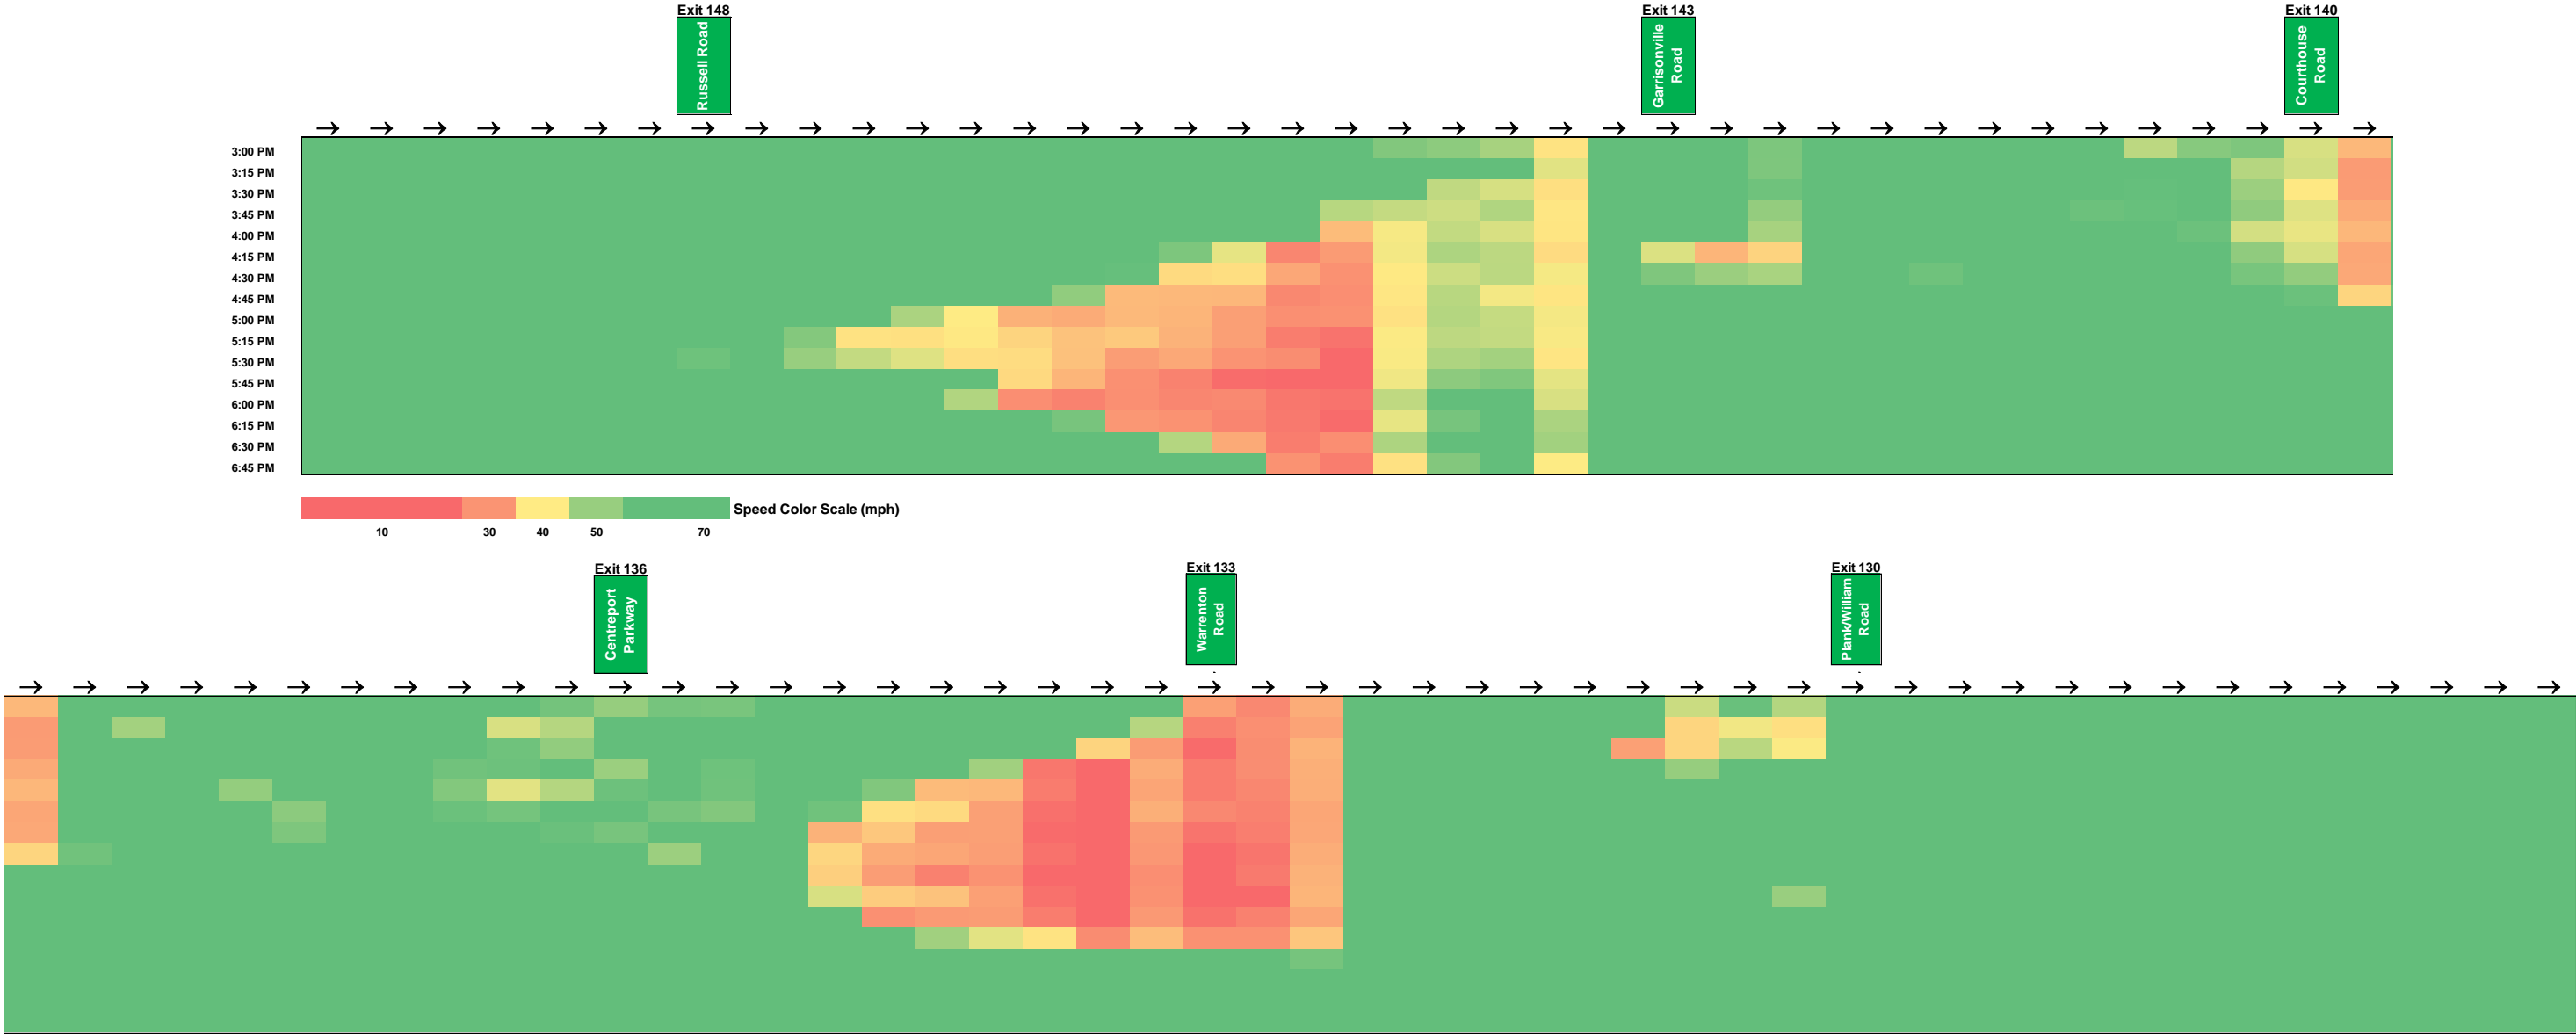 Exit 148
Exit 143
Exit 140
Russell Road
Garrisonville
Road
Courthouse
Road
→ → → → → → → → → → → → → → → → → → → → → → → → → → → → → → → → → → → → → → →
3:00 PM
3:15 PM
3:30 PM
3:45 PM
4:00 PM
4:15 PM
4:30 PM
4:45 PM
5:00 PM
5:15 PM
5:30 PM
5:45 PM
6:00 PM
6:15 PM
6:30 PM
6:45 PM
Speed Color Scale (mph)
10 30 40 50 70
Exit 136
Exit 133
Exit 130
Centreport
Parkway
Warrenton
Road
Plank/William
Road
→ → → → → → → → → → → → → → → → → → → → → → → → → → → → → → → → → → → → → → → → → → → → → → → →